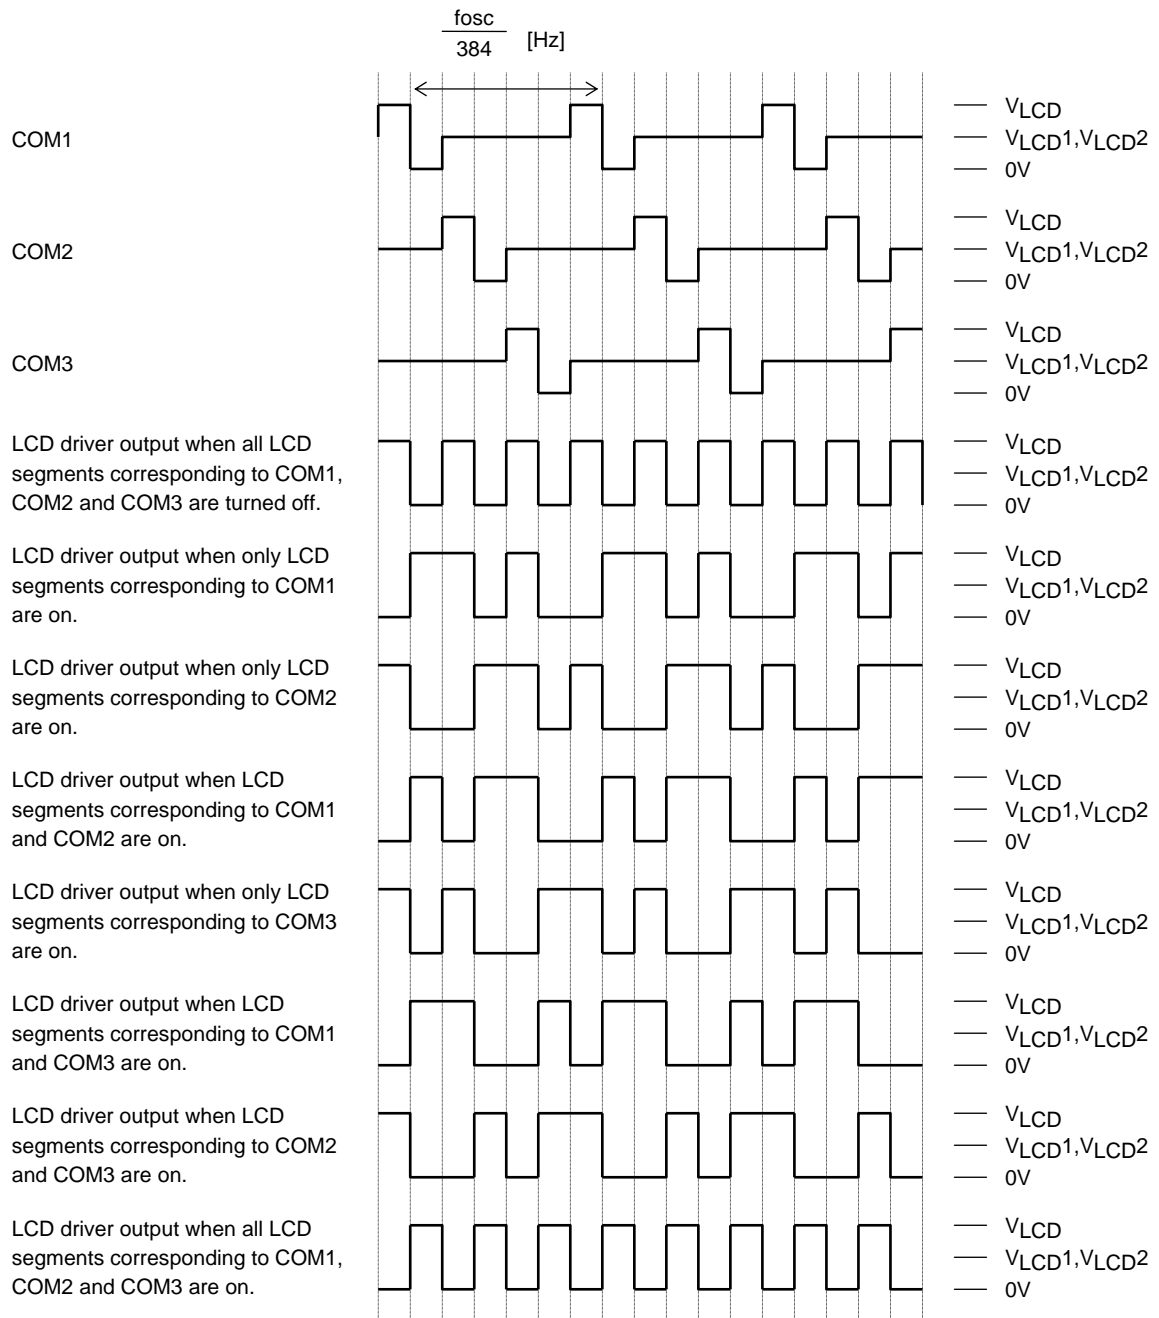 fosc
384
[Hz]
COM1
VLCD
VLCD1,VLCD2
0V
COM2
VLCD
VLCD1,VLCD2
0V
COM3
VLCD
VLCD1,VLCD2
0V
LCD driver output when all LCD
segments corresponding to COM1,
COM2 and COM3 are turned off.
VLCD
VLCD1,VLCD2
0V
LCD driver output when only LCD
segments corresponding to COM1
are on.
VLCD
VLCD1,VLCD2
0V
LCD driver output when only LCD
segments corresponding to COM2
are on.
VLCD
VLCD1,VLCD2
0V
LCD driver output when LCD
segments corresponding to COM1
and COM2 are on.
VLCD
VLCD1,VLCD2
0V
LCD driver output when only LCD
segments corresponding to COM3
are on.
VLCD
VLCD1,VLCD2
0V
LCD driver output when LCD
segments corresponding to COM1
and COM3 are on.
VLCD
VLCD1,VLCD2
0V
LCD driver output when LCD
segments corresponding to COM2
and COM3 are on.
VLCD
VLCD1,VLCD2
0V
LCD driver output when all LCD
segments corresponding to COM1,
COM2 and COM3 are on.
VLCD
VLCD1,VLCD2
0V